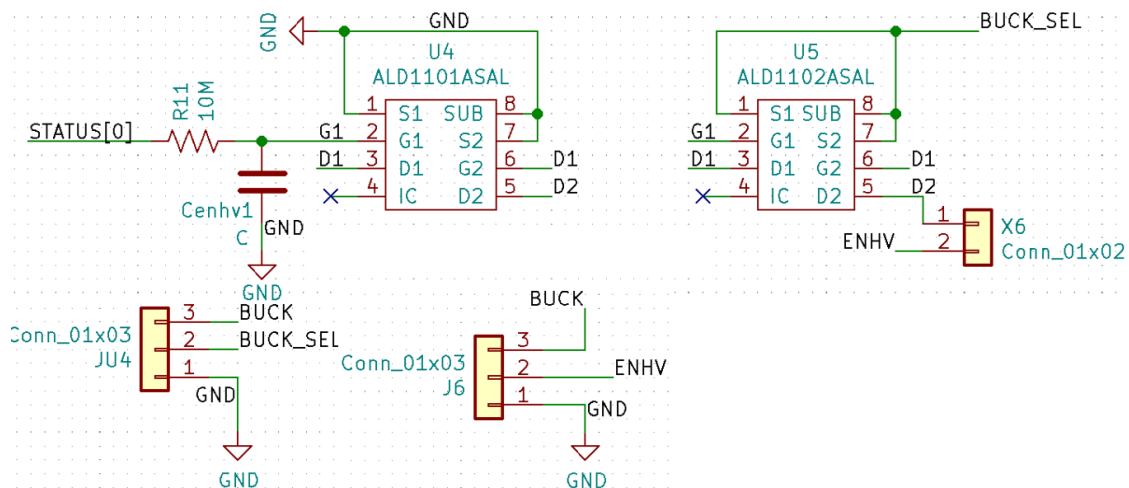 GND
GND
BUCK_SEL
U4
ALD1101ASAL
U5
ALD1102ASAL
R11
10M
STATUS[0]
G1
1 S1 SUB 8
2 G1 S2 7
D1 3 D1 G2 6 D1
4 IC D2 5 D2
1 S1 SUB 8
G1 2 G1 S2 7
D1 3 D1 G2 6 D1
4 IC D2 5 D2
Cenhv1
C
GND
GND
1
ENHV 2
X6
Conn_01x02
3 BUCK
Conn_01x03 2 BUCK_SEL
JU4 1
GND
GND
BUCK
3
Conn_01x03 2 ENHV
J6 1
GND
GND